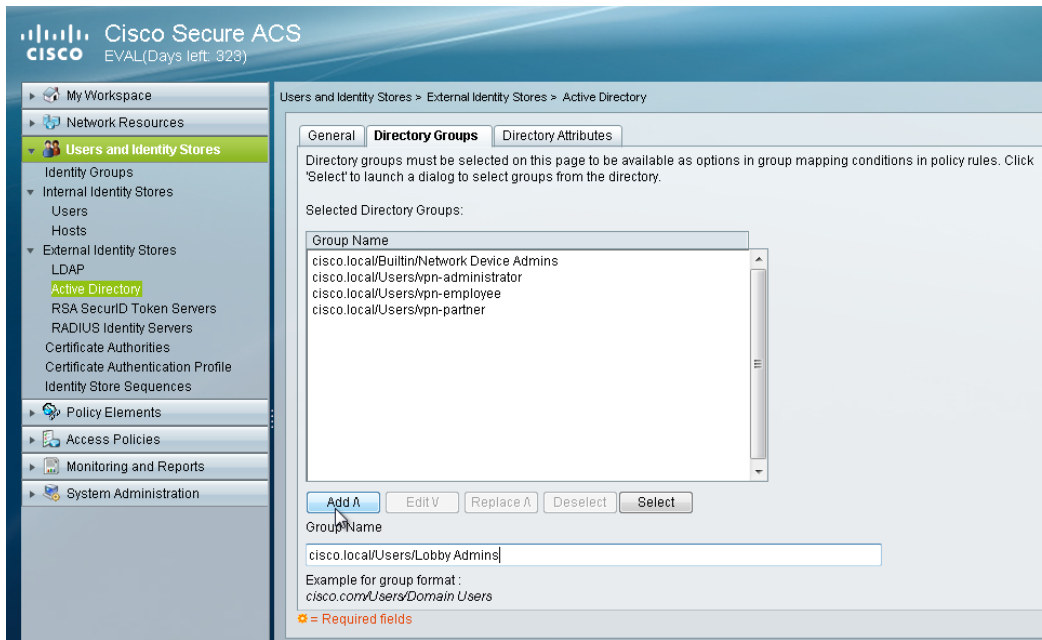 Cisco Secure ACS
CISCO
EVAL(Days left: 323)
My Workspace
Network Resources
Users and Identity Stores
Identity Groups
Internal Identity Stores
Users
Hosts
External Identity Stores
LDAP
Active Directory
RSA SecurID Token Servers
RADIUS Identity Servers
Certificate Authorities
Certificate Authentication Profile
Identity Store Sequences
Policy Elements
Access Policies
Monitoring and Reports
System Administration
Users and Identity Stores > External Identity Stores > Active Directory
General Directory Groups Directory Attributes
Directory groups must be selected on this page to be available as options in group mapping conditions in policy rules. Click
'Select' to launch a dialog to select groups from the directory.
Selected Directory Groups:
Group Name
cisco.local/Builtin/Network Device Admins
cisco.local/Users/vpn-administrator
cisco.local/Users/vpn-employee
cisco.local/Users/vpn-partner
Add Λ Edit V Replace Λ Deselect Select
Group Name
cisco.local/Users/Lobby Admins
Example for group format :
cisco.com/Users/Domain Users
= Required fields